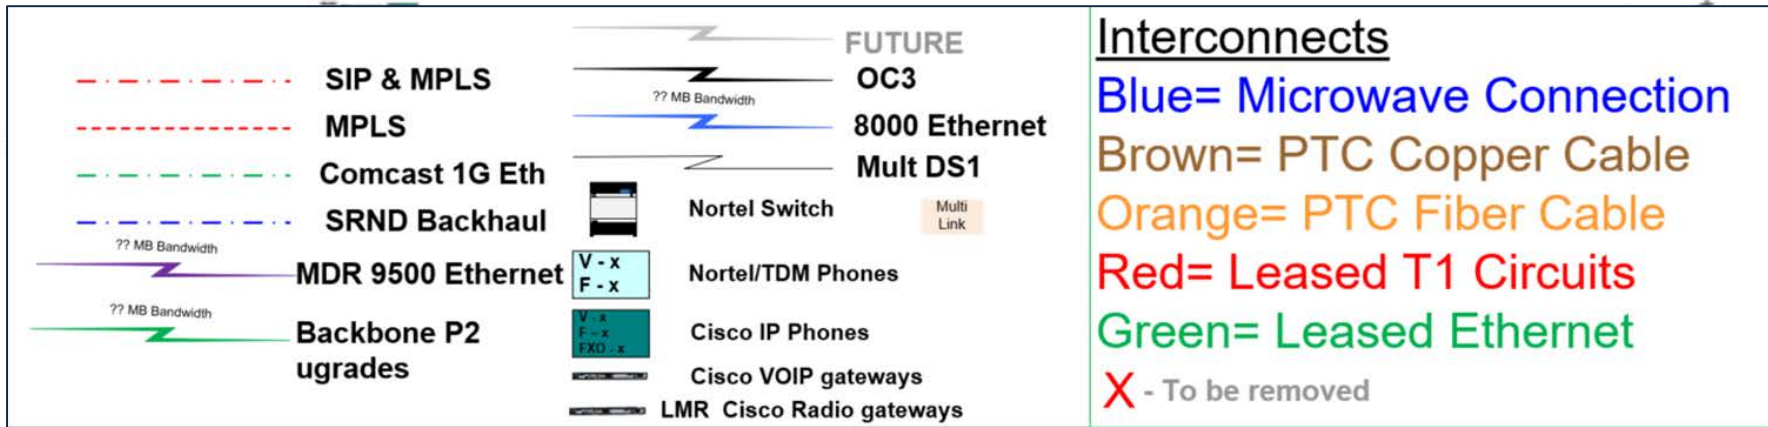 SIP & MPLS
MPLS
Comcast 1G Eth
SRND Backhaul
?? MB Bandwidth
MDR 9500 Ethernet
?? MB Bandwidth
Backbone P2
ugrades
FUTURE
OC3
?? MB Bandwidth
8000 Ethernet
Mult DS1
Nortel Switch
Multi
Link
V - x
F - x
Nortel/TDM Phones
V - x
F - x
FXO - x
Cisco IP Phones
Cisco VOIP gateways
LMR Cisco Radio gateways
Interconnects
Blue= Microwave Connection
Brown= PTC Copper Cable
Orange= PTC Fiber Cable
Red= Leased T1 Circuits
Green= Leased Ethernet
X - To be removed